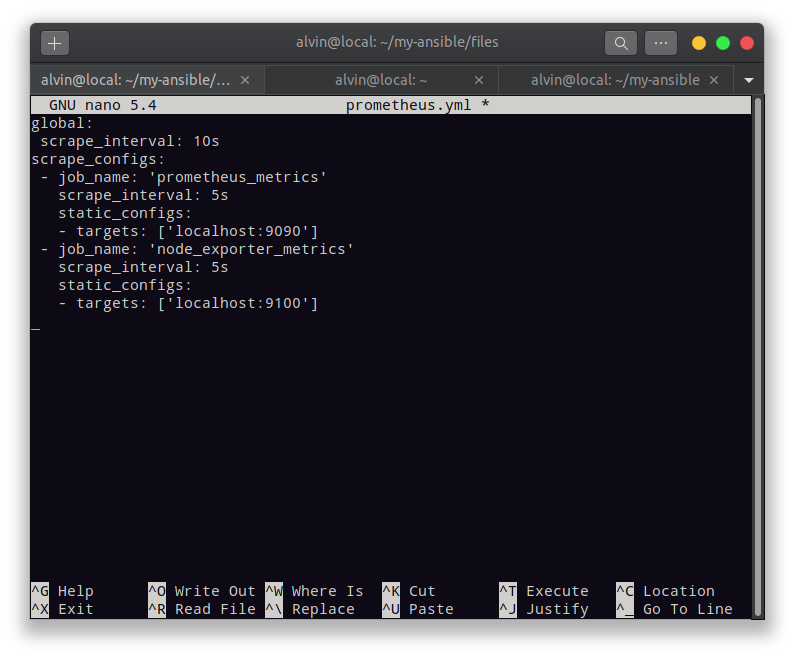 alvin@local: ~/my-ansible/files
alvin@local: ~/my-ansible/... × alvin@local: ~ × alvin@local: ~/my-ansible ×
GNU nano 5.4 prometheus.yml *
global:
 scrape_interval: 10s
scrape_configs:
 - job_name: 'prometheus_metrics'
   scrape_interval: 5s
   static_configs:
   - targets: ['localhost:9090']
 - job_name: 'node_exporter_metrics'
   scrape_interval: 5s
   static_configs:
   - targets: ['localhost:9100']
^G Help ^O Write Out ^W Where Is ^K Cut ^T Execute ^C Location
^X Exit ^R Read File ^\ Replace ^U Paste ^J Justify ^_ Go To Line